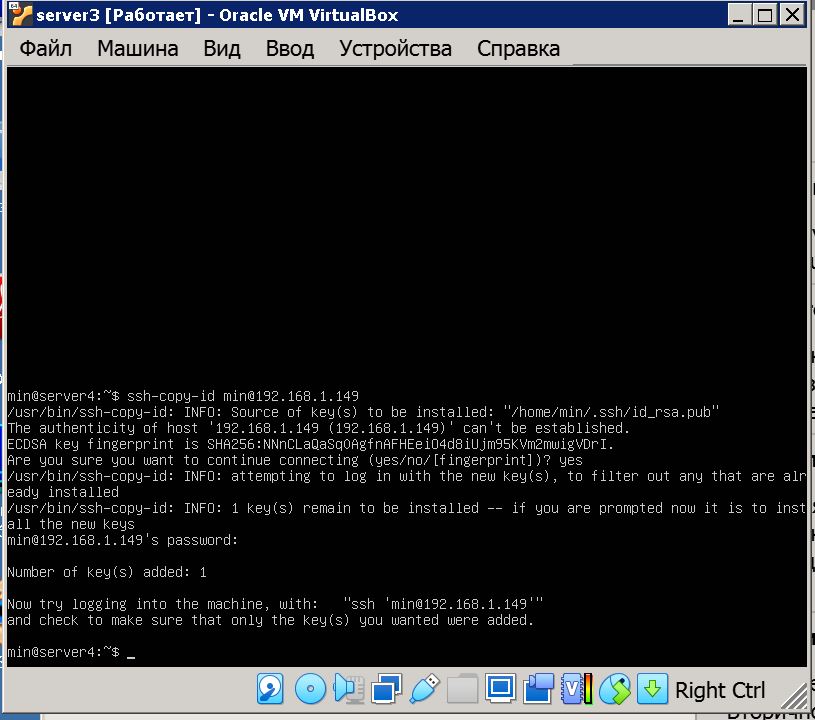 server3 [Работает] - Oracle VM VirtualBox
Файл Машина Вид Ввод Устройства Справка
min@server4:~$ ssh-copy-id min@192.168.1.149
/usr/bin/ssh-copy-id: INFO: Source of key(s) to be installed: "/home/min/.ssh/id_rsa.pub"
The authenticity of host '192.168.1.149 (192.168.1.149)' can't be established.
ECDSA key fingerprint is SHA256:NNnCLaQaSqOAgfnAFHEeiO4d8iUjm95KVm2mwigVDrI.
Are you sure you want to continue connecting (yes/no/[fingerprint])? yes
/usr/bin/ssh-copy-id: INFO: attempting to log in with the new key(s), to filter out any that are alr
eady installed
/usr/bin/ssh-copy-id: INFO: 1 key(s) remain to be installed -- if you are prompted now it is to inst
all the new keys
min@192.168.1.149's password:
Number of key(s) added: 1
Now try logging into the machine, with:   "ssh 'min@192.168.1.149'"
and check to make sure that only the key(s) you wanted were added.
min@server4:~$ _
Right Ctrl